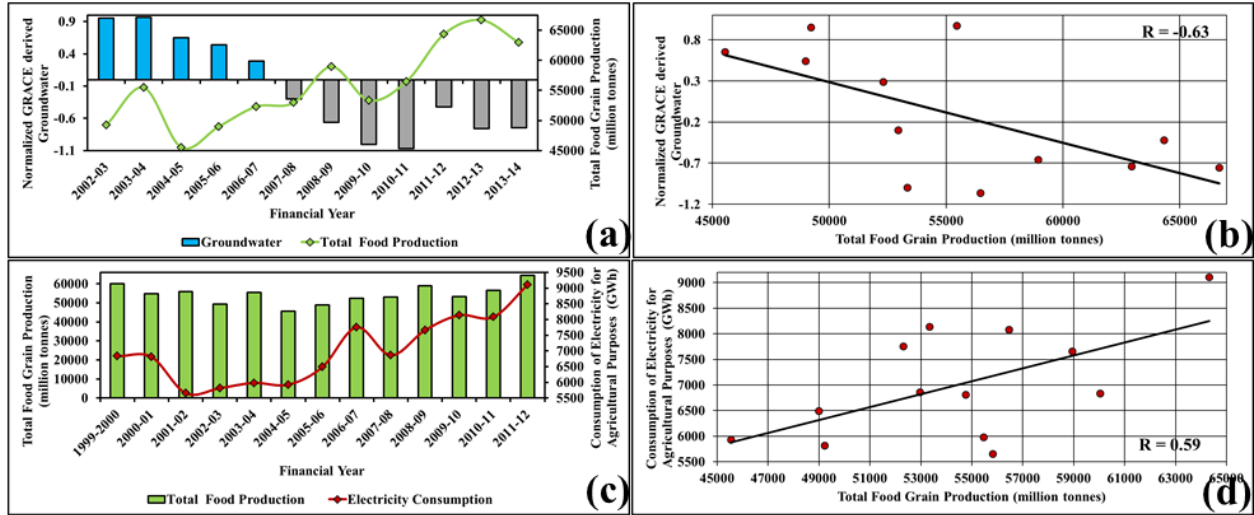 (a)
Normalized GRACE derived
Groundwater
0.9
0.4
-0.1
-0.6
-1.1
65000
60000
55000
50000
45000
Total Food Grain Production
(million tonnes)
2002-03
2003-04
2004-05
2005-06
2006-07
2007-08
2008-09
2009-10
2010-11
2011-12
2012-13
2013-14
Financial Year
Groundwater
Total Food Production
(b)
Normalized GRACE derived
Groundwater
0.8
0.3
-0.2
-0.7
-1.2
R = -0.63
45000 50000 55000 60000 65000
Total Food Grain Production (million tonnes)
(c)
Total Food Grain Production
(million tonnes)
60000
50000
40000
30000
20000
10000
0
9500
9000
8500
8000
7500
7000
6500
6000
5500
Consumption of Electricity for
Agricultural Purposes (GWh)
1999-2000
2000-01
2001-02
2002-03
2003-04
2004-05
2005-06
2006-07
2007-08
2008-09
2009-10
2010-11
2011-12
Financial Year
Total Food Production
Electricity Consumption
(d)
Consumption of Electricity for
Agricultural Purposes (GWh)
9000
8500
8000
7500
7000
6500
6000
5500
R = 0.59
45000 47000 49000 51000 53000 55000 57000 59000 61000 63000 65000
Total Food Grain Production (million tonnes)